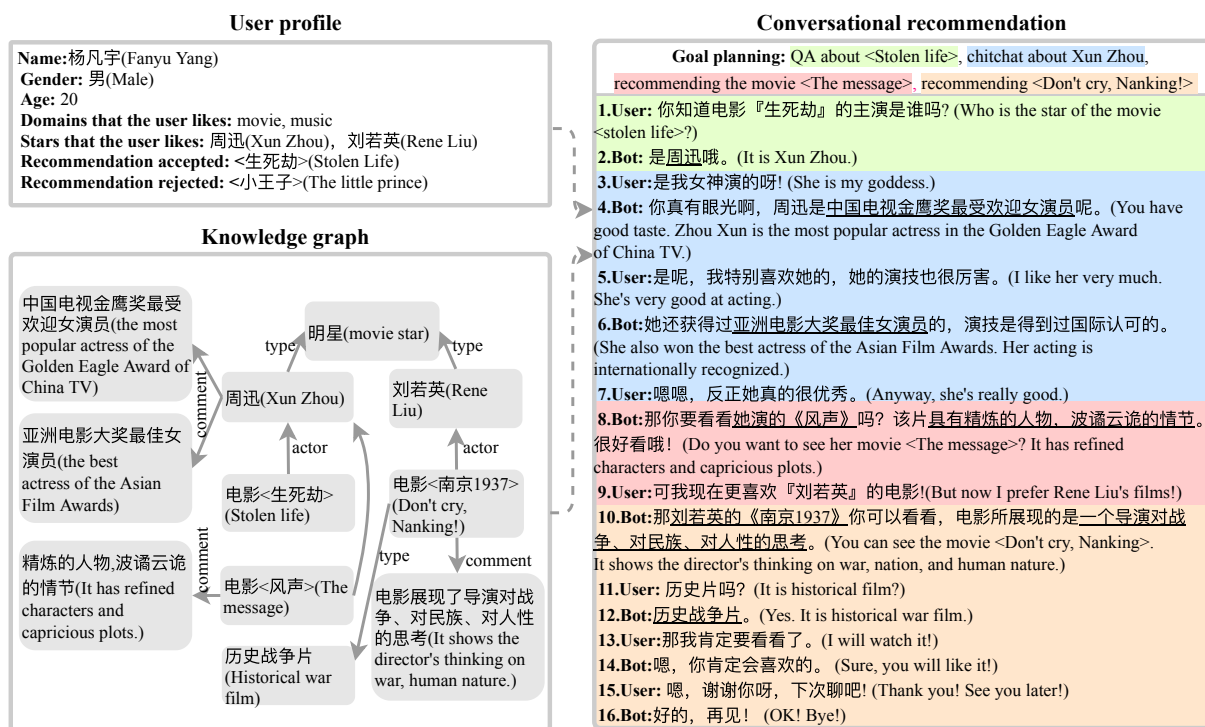 User profile
Name:杨凡宇(Fanyu Yang)
Gender: 男(Male)
Age: 20
Domains that the user likes: movie, music
Stars that the user likes: 周迅(Xun Zhou)，刘若英(Rene Liu)
Recommendation accepted: <生死劫>(Stolen Life)
Recommendation rejected: <小王子>(The little prince)
Knowledge graph
中国电视金鹰奖最受
欢迎女演员(the most
popular actress of the
Golden Eagle Award of
China TV)
明星(movie star)
type
type
周迅(Xun Zhou)
刘若英(Rene
Liu)
comment
亚洲电影大奖最佳女
演员(the best
actress of the Asian
Film Awards)
actor
actor
电影<生死劫>
(Stolen life)
电影<南京1937>
(Don't cry,
Nanking!)
type
comment
精炼的人物,波谲云诡
的情节(It has refined
characters and
capricious plots.)
comment
电影<风声>(The
message)
电影展现了导演对战
争、对民族、对人性
的思考(It shows the
director's thinking on
war, human nature.)
历史战争片
(Historical war
film)
Conversational recommendation
Goal planning: QA about <Stolen life>, chitchat about Xun Zhou,
recommending the movie <The message>, recommending <Don't cry, Nanking!>
1.User: 你知道电影『生死劫』的主演是谁吗? (Who is the star of the movie
<stolen life>?)
2.Bot: 是周迅哦。(It is Xun Zhou.)
3.User:是我女神演的呀! (She is my goddess.)
4.Bot: 你真有眼光啊，周迅是中国电视金鹰奖最受欢迎女演员呢。(You have
good taste. Zhou Xun is the most popular actress in the Golden Eagle Award
of China TV.)
5.User:是呢，我特别喜欢她的，她的演技也很厉害。(I like her very much.
She's very good at acting.)
6.Bot:她还获得过亚洲电影大奖最佳女演员的，演技是得到过国际认可的。
(She also won the best actress of the Asian Film Awards. Her acting is
internationally recognized.)
7.User:嗯嗯，反正她真的很优秀。(Anyway, she's really good.)
8.Bot:那你要看看她演的《风声》吗？该片具有精炼的人物，波谲云诡的情节。
很好看哦！(Do you want to see her movie <The message>? It has refined
characters and capricious plots.)
9.User:可我现在更喜欢『刘若英』的电影!(But now I prefer Rene Liu's films!)
10.Bot:那刘若英的《南京1937》你可以看看，电影所展现的是一个导演对战
争、对民族、对人性的思考。(You can see the movie <Don't cry, Nanking>.
It shows the director's thinking on war, nation, and human nature.)
11.User: 历史片吗？(It is historical film?)
12.Bot:历史战争片。(Yes. It is historical war film.)
13.User:那我肯定要看看了。(I will watch it!)
14.Bot:嗯，你肯定会喜欢的。 (Sure, you will like it!)
15.User: 嗯，谢谢你呀，下次聊吧! (Thank you! See you later!)
16.Bot:好的，再见！ (OK! Bye!)